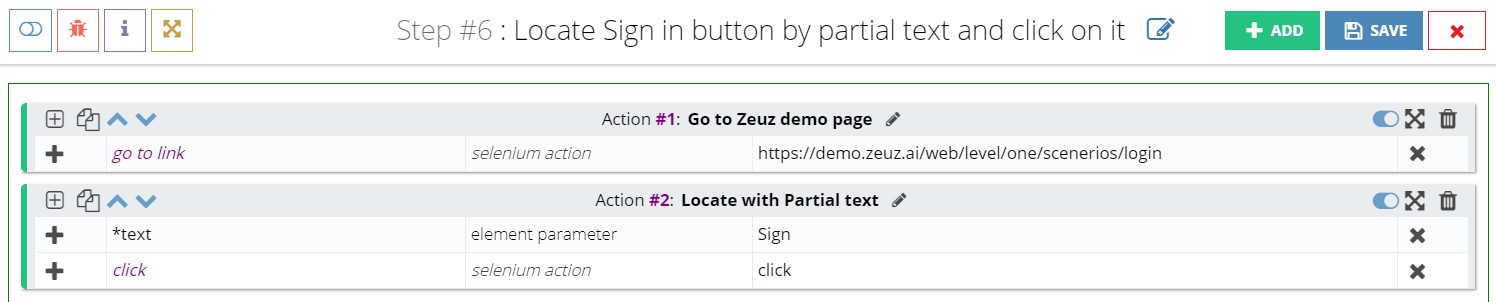 Step #6 : Locate Sign in button by partial text and click on it
ADD
SAVE
Action #1: Go to Zeuz demo page
go to link selenium action https://demo.zeuz.ai/web/level/one/scenerios/login
Action #2: Locate with Partial text
*text element parameter Sign
click selenium action click